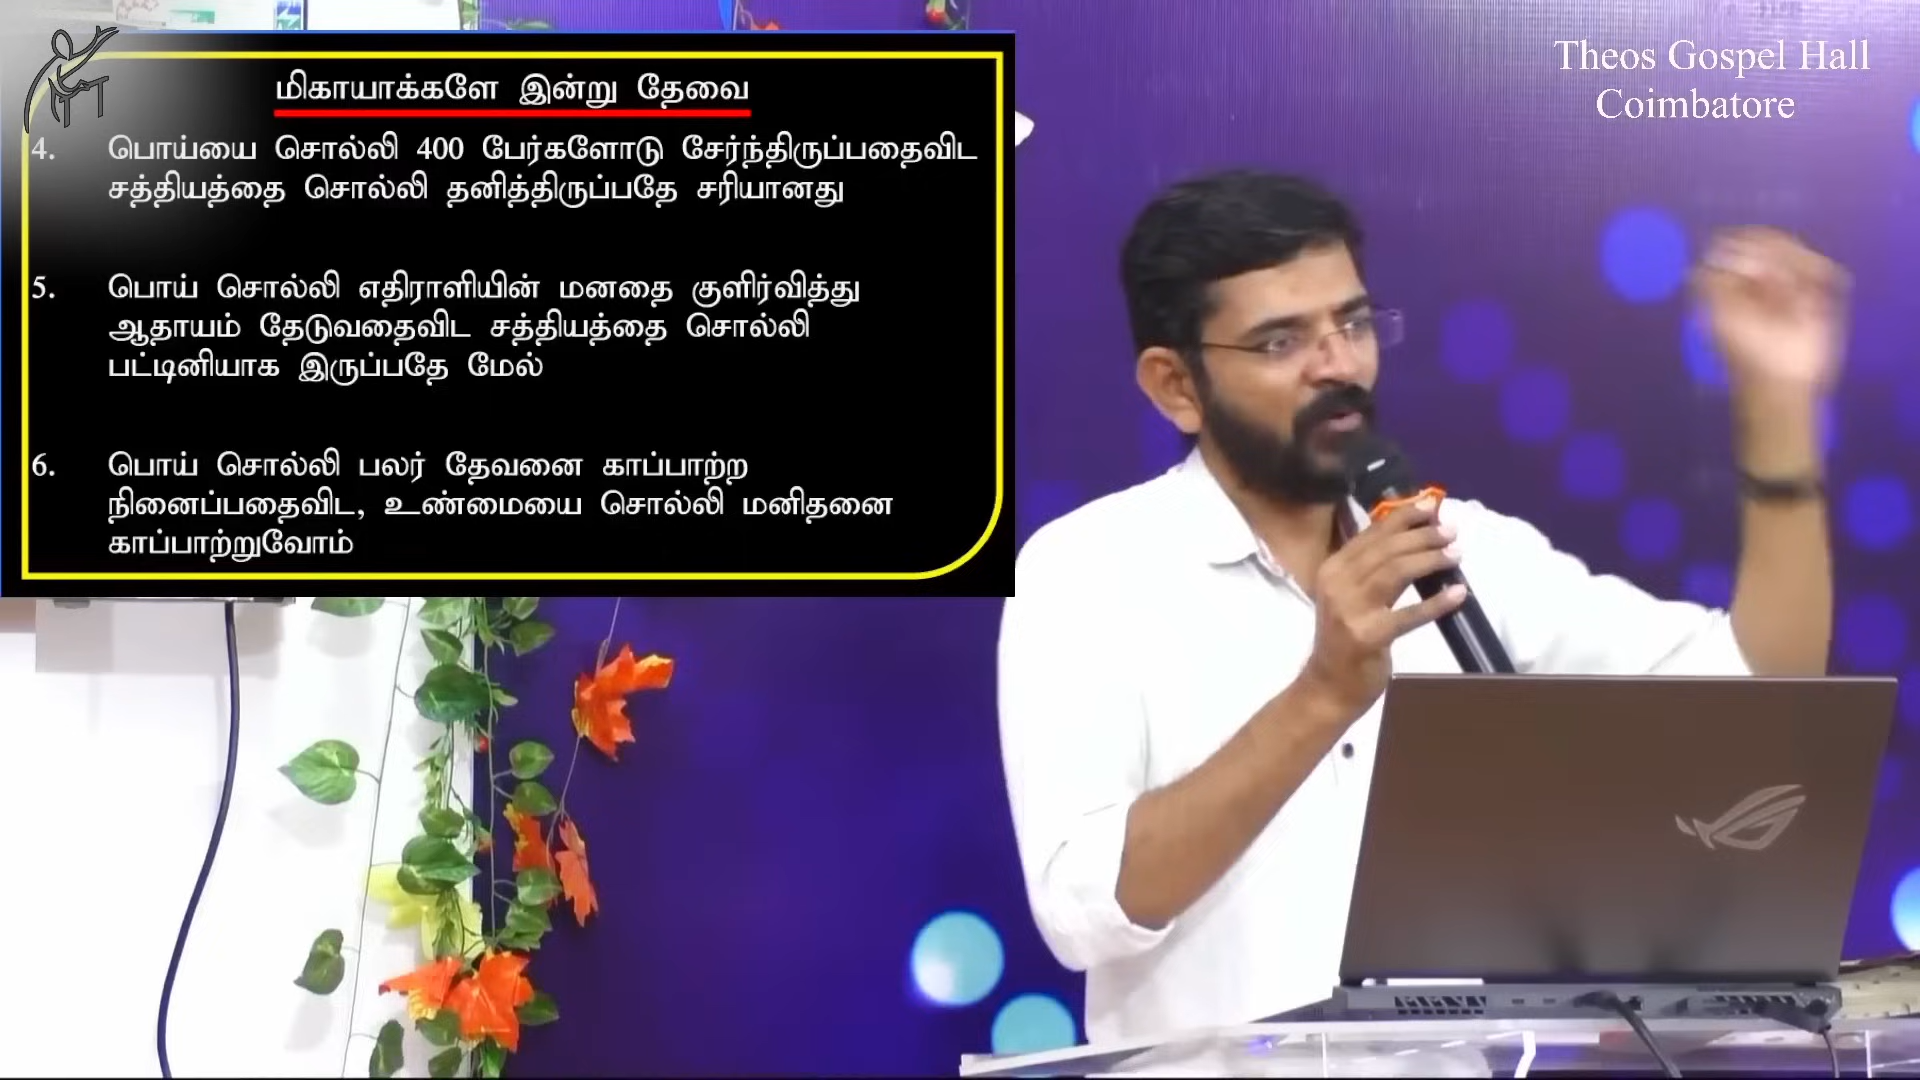 மிகாயாக்களே இன்று தேவை
4. பொய்யை சொல்லி 400 பேர்களோடு சேர்ந்திருப்பதைவிட
சத்தியத்தை சொல்லி தனித்திருப்பதே சரியானது
5. பொய் சொல்லி எதிராளியின் மனதை குளிர்வித்து
ஆதாயம் தேடுவதைவிட சத்தியத்தை சொல்லி
பட்டினியாக இருப்பதே மேல்
6. பொய் சொல்லி பலர் தேவனை காப்பாற்ற
நினைப்பதைவிட, உண்மையை சொல்லி மனிதனை
காப்பாற்றுவோம்
Theos Gospel Hall
Coimbatore